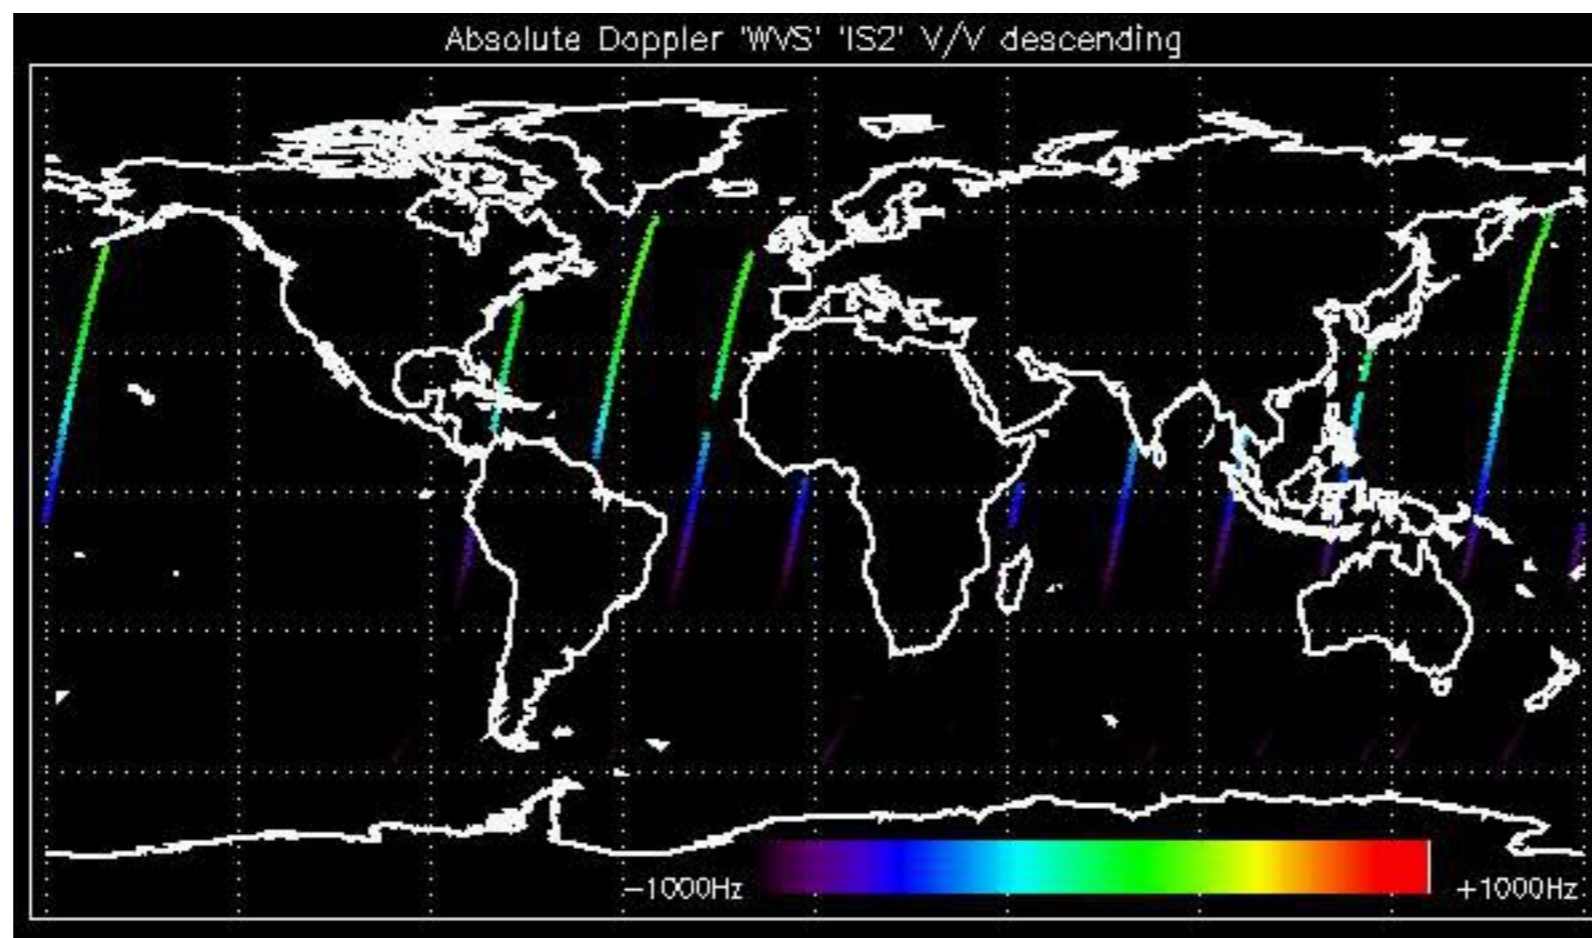 Absolute Doppler 'WVS' 'IS2' V/V descending
−1000Hz
+1000Hz